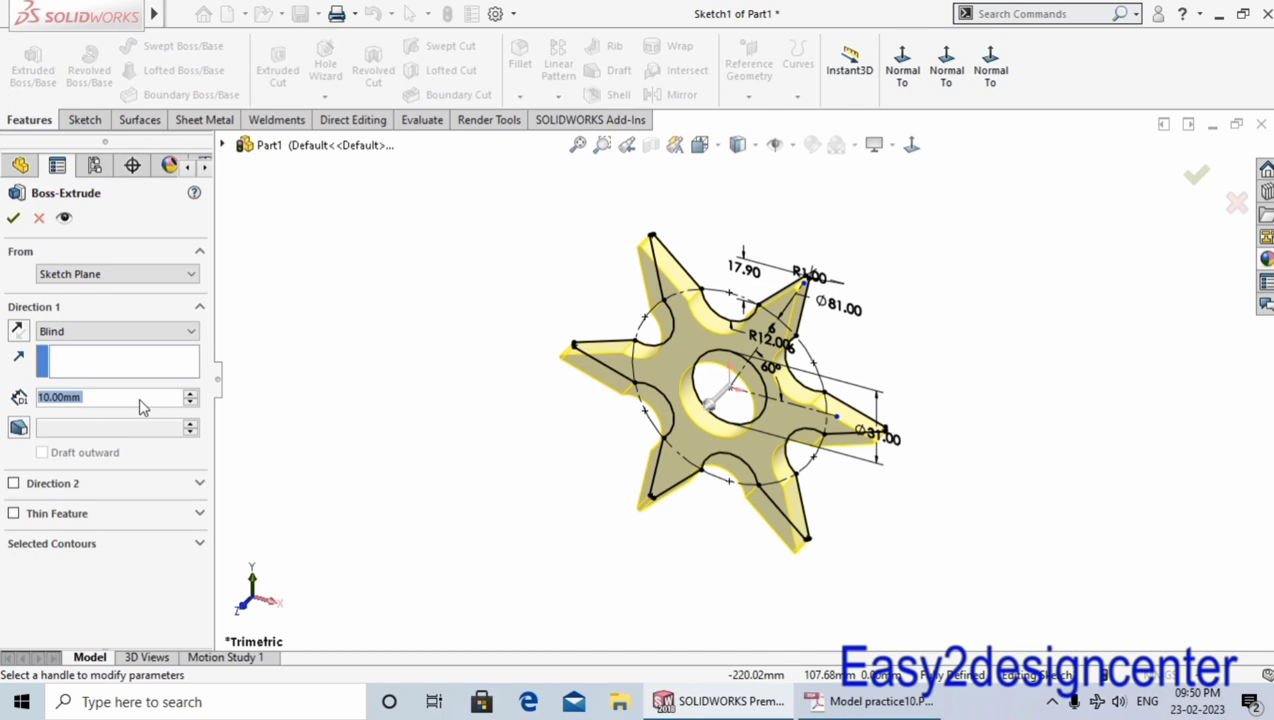 SOLIDWORKS
Sketch1 of Part1 *
Search Commands
Extruded Boss/Base
Revolved Boss/Base
Swept Boss/Base
Lofted Boss/Base
Boundary Boss/Base
Extruded Cut
Hole Wizard
Revolved Cut
Swept Cut
Lofted Cut
Boundary Cut
Fillet
Linear Pattern
Rib
Draft
Shell
Wrap
Intersect
Mirror
Reference Geometry
Curves
Instant3D
Normal To
Normal To
Normal To
Features
Sketch
Surfaces
Sheet Metal
Weldments
Direct Editing
Evaluate
Render Tools
SOLIDWORKS Add-Ins
Part1 (Default<<Default>...
Boss-Extrude
From
Sketch Plane
Direction 1
Blind
10.00mm
Draft outward
Direction 2
Thin Feature
Selected Contours
17.90
R1.00
Ø81.00
6
R12.00
6
60°
Ø31.00
Y
X
Z
*Trimetric
Model
3D Views
Motion Study 1
Easy2designcenter
Select a handle to modify parameters
-220.02mm
107.68mm
Type here to search
SOLIDWORKS Prem...
Model practice10.P...
ENG
09:50 PM
23-02-2023
2